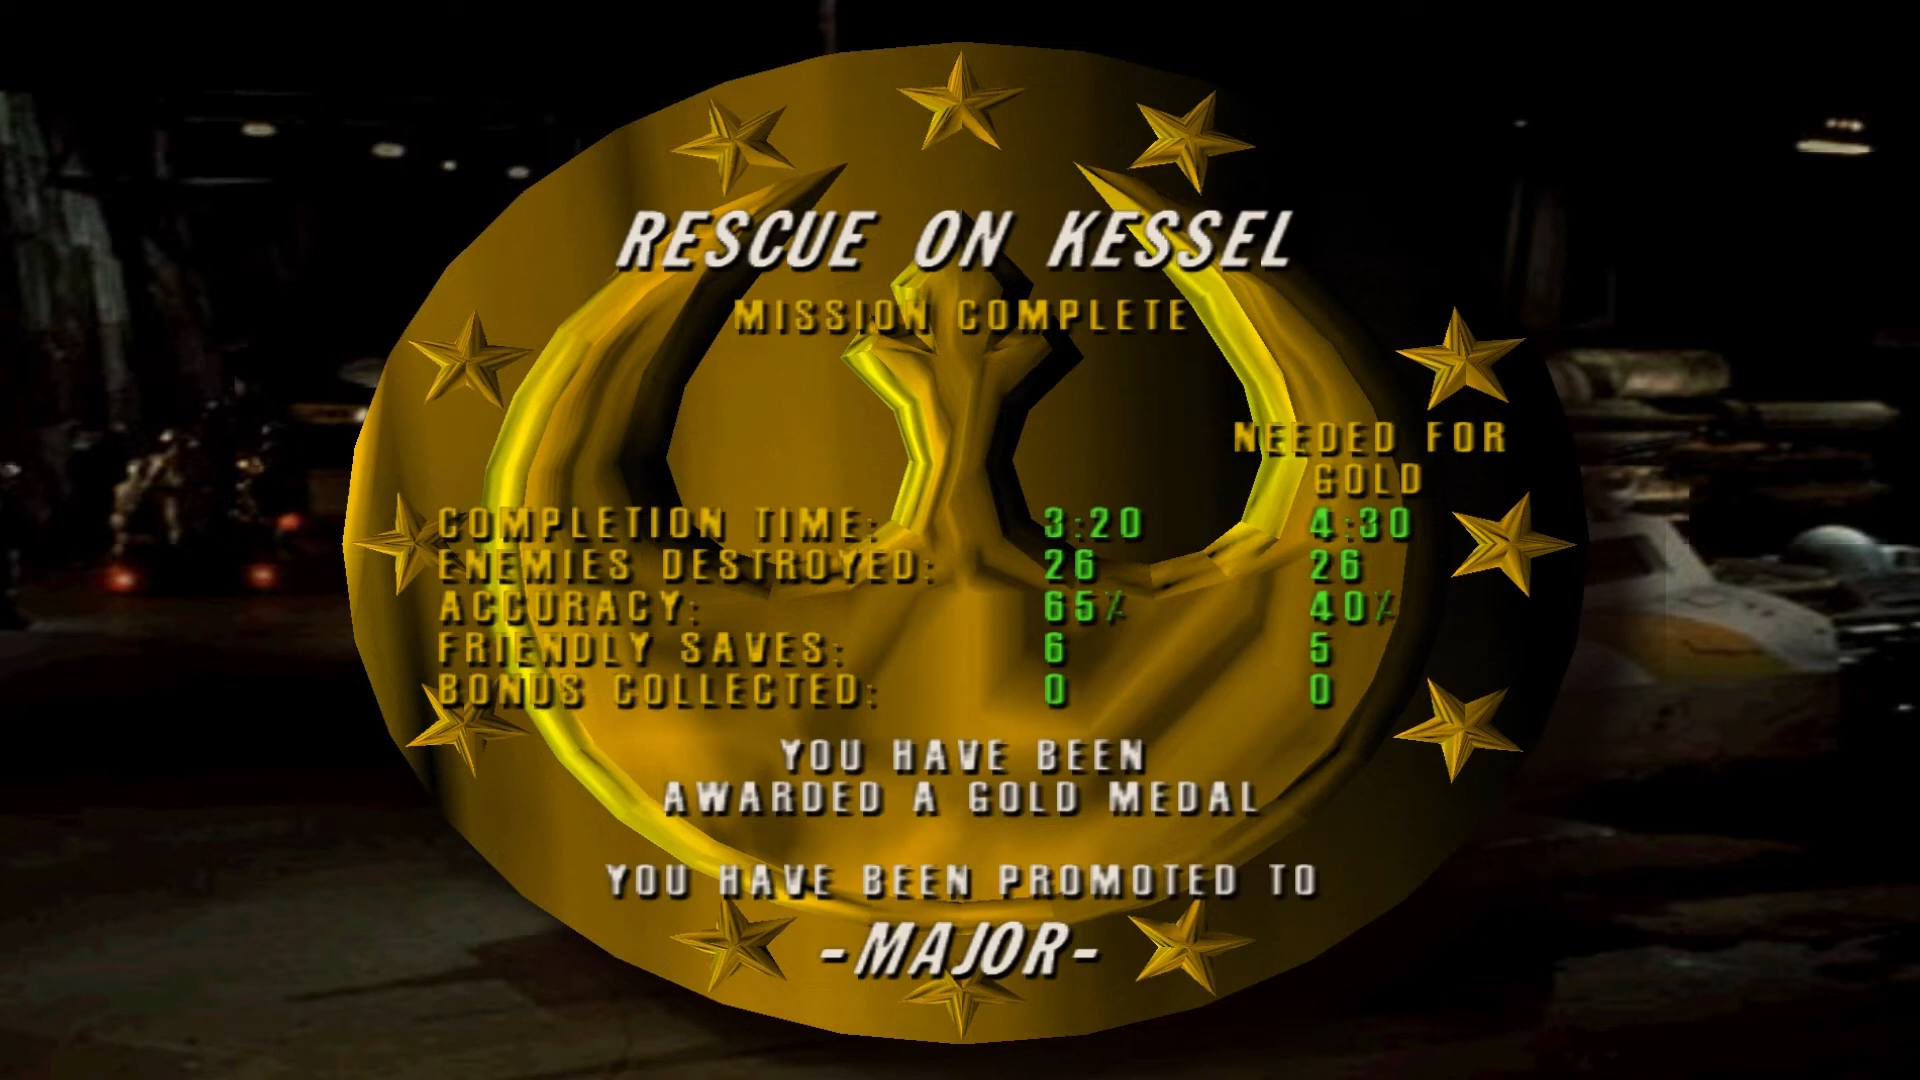 RESCUE ON KESSEL
MISSION COMPLETE
NEEDED FOR
GOLD
COMPLETION TIME: 3:20 4:30
ENEMIES DESTROYED: 26 26
ACCURACY: 65% 40%
FRIENDLY SAVES: 6 5
BONUS COLLECTED: 0 0
YOU HAVE BEEN
AWARDED A GOLD MEDAL
YOU HAVE BEEN PROMOTED TO
-MAJOR-